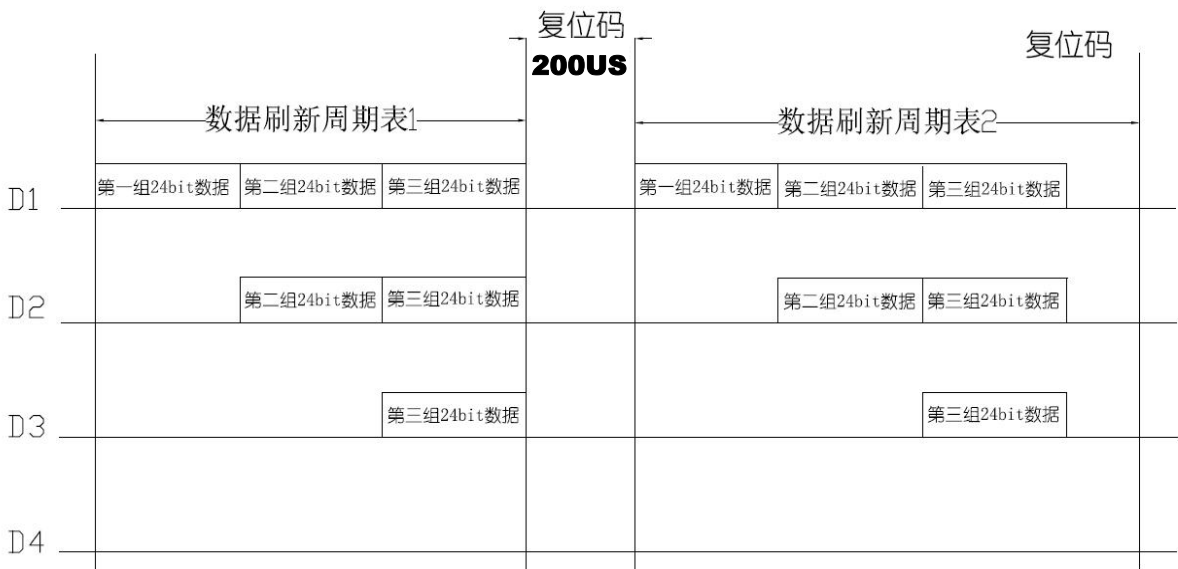 复位码
200US
复位码
数据刷新周期表1
数据刷新周期表2
D1
第一组24bit数据 第二组24bit数据 第三组24bit数据
第一组24bit数据 第二组24bit数据 第三组24bit数据
D2
第二组24bit数据 第三组24bit数据
第二组24bit数据 第三组24bit数据
D3
第三组24bit数据
第三组24bit数据
D4